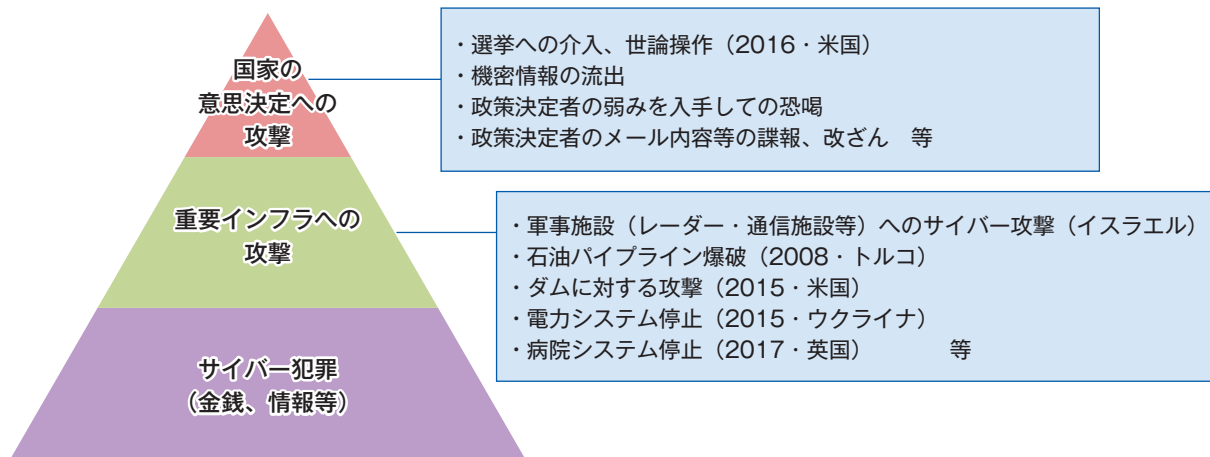 国家の
意思決定への
攻撃
・選挙への介入、世論操作（2016・米国）
・機密情報の流出
・政策決定者の弱みを入手しての恐喝
・政策決定者のメール内容等の諜報、改ざん　等
重要インフラへの
攻撃
・軍事施設（レーダー・通信施設等）へのサイバー攻撃（イスラエル）
・石油パイプライン爆破（2008・トルコ）
・ダムに対する攻撃（2015・米国）
・電力システム停止（2015・ウクライナ）
・病院システム停止（2017・英国）　　　　等
サイバー犯罪
（金銭、情報等）